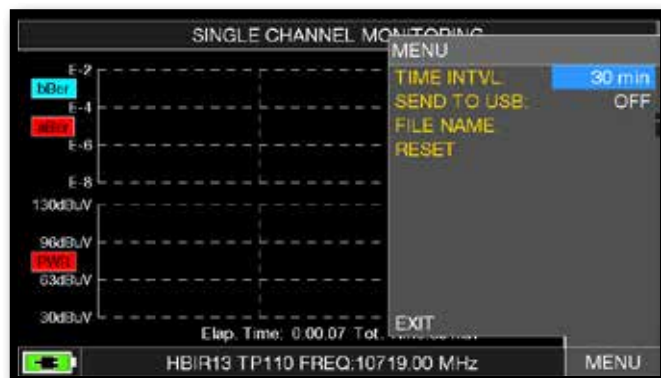 SINGLE CHANNEL MONITORING
MENU
TIME INTVL. 30 min
SEND TO USB: OFF
FILE NAME
RESET
EXIT
E-2
bBer
E-4
aBer
E-6
E-8
130dBuV
96dBuV
PWR
63dBuV
30dBuV
Elap. Time: 0:00.07 Tot.
HBIR13 TP110 FREQ:10719.00 MHz
MENU